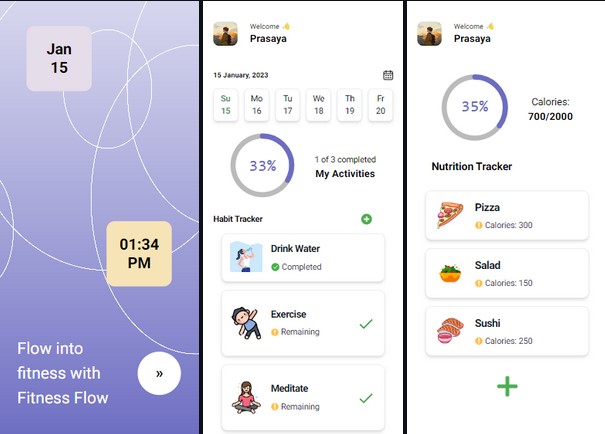 Jan
15
01:34
PM
Flow into
fitness with
Fitness Flow
»
Welcome 👋
Prasaya
15 January, 2023
Su Mo Tu We Th Fr
15 16 17 18 19 20
33%
1 of 3 completed
My Activities
Habit Tracker
Drink Water
Completed
Exercise
Remaining
Meditate
Remaining
Welcome 👋
Prasaya
35%
Calories:
700/2000
Nutrition Tracker
Pizza
Calories: 300
Salad
Calories: 150
Sushi
Calories: 250